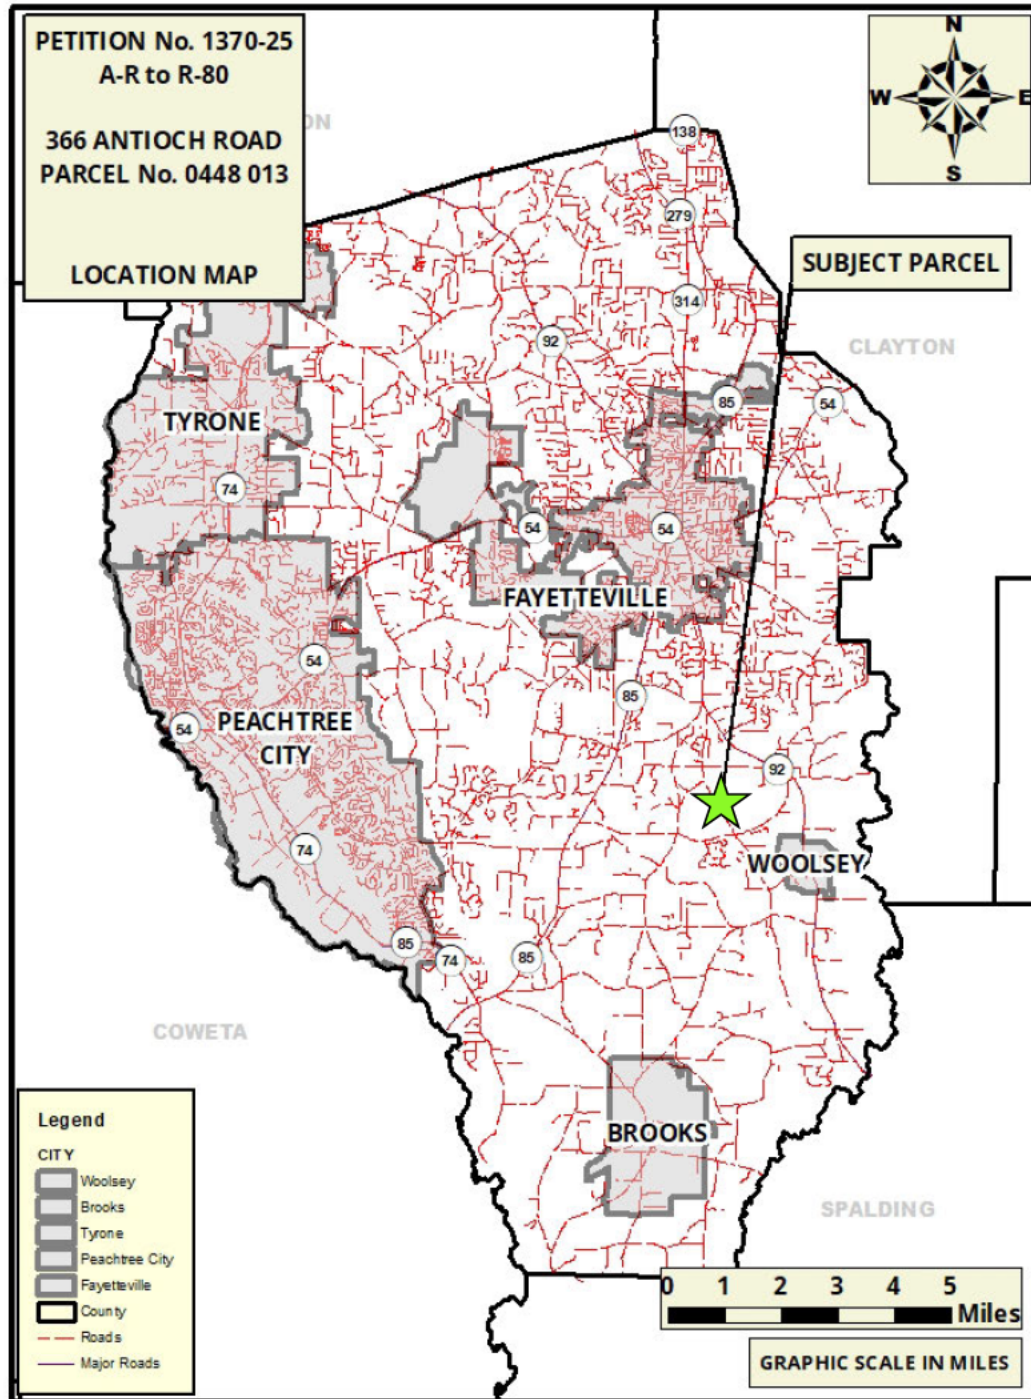 PETITION No. 1370-25
A-R to R-80
366 ANTIOCH ROAD
PARCEL No. 0448 013
LOCATION MAP
ON
N
W
E
S
138
279
SUBJECT PARCEL
314
92
CLAYTON
85
54
TYRONE
74
54
54
FAYETTEVILLE
54
85
54
PEACHTREE
CITY
92
WOOLSEY
74
85
74
85
COWETA
BROOKS
SPALDING
Legend
CITY
Woolsey
Brooks
Tyrone
Peachtree City
Fayetteville
County
Roads
Major Roads
0 1 2 3 4 5
Miles
GRAPHIC SCALE IN MILES